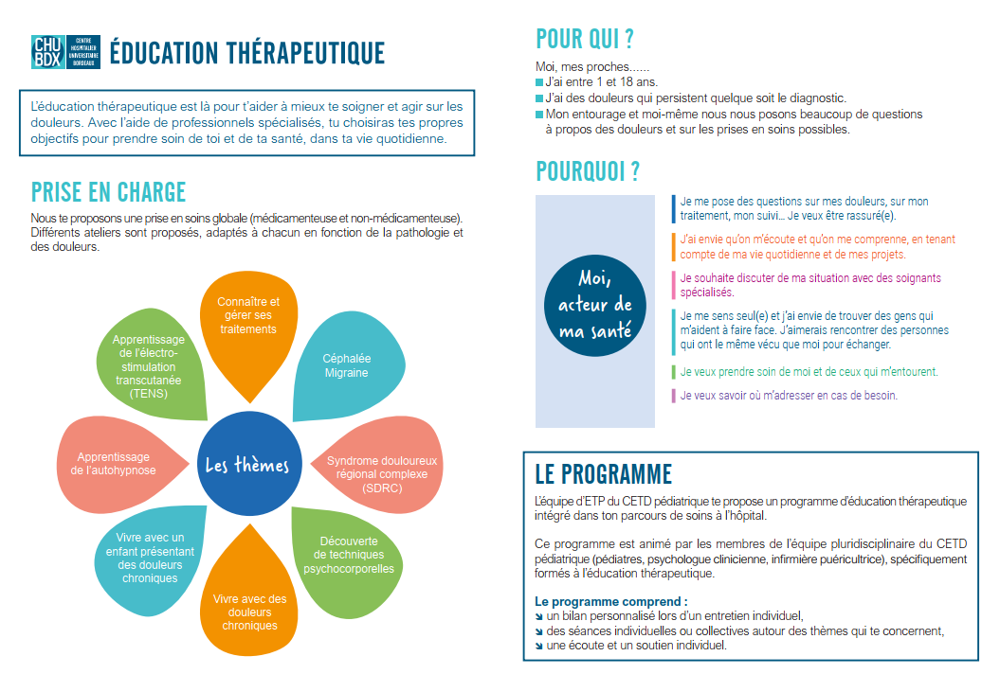 CHU
BDX
CENTRE
HOSPITALIER
UNIVERSITAIRE
BORDEAUX
ÉDUCATION THÉRAPEUTIQUE
L'éducation thérapeutique est là pour t'aider à mieux te soigner et agir sur les
douleurs. Avec l'aide de professionnels spécialisés, tu choisiras tes propres
objectifs pour prendre soin de toi et de ta santé, dans ta vie quotidienne.
PRISE EN CHARGE
Nous te proposons une prise en soins globale (médicamenteuse et non-médicamenteuse).
Différents ateliers sont proposés, adaptés à chacun en fonction de la pathologie et
des douleurs.
Connaître et
gérer ses
traitements
Céphalée
Migraine
Syndrome douloureux
régional complexe
(SDRC)
Découverte
de techniques
psychocorporelles
Vivre avec des
douleurs
chroniques
Vivre avec un
enfant présentant
des douleurs
chroniques
Apprentissage
de l'autohypnose
Apprentissage
de l'électro-
stimulation
transcutanée
(TENS)
Les thèmes
POUR QUI ?
Moi, mes proches......
J'ai entre 1 et 18 ans.
J'ai des douleurs qui persistent quelque soit le diagnostic.
Mon entourage et moi-même nous nous posons beaucoup de questions
à propos des douleurs et sur les prises en soins possibles.
POURQUOI ?
Moi,
acteur de
ma santé
Je me pose des questions sur mes douleurs, sur mon
traitement, mon suivi... Je veux être rassuré(e).
J'ai envie qu'on m'écoute et qu'on me comprenne, en tenant
compte de ma vie quotidienne et de mes projets.
Je souhaite discuter de ma situation avec des soignants
spécialisés.
Je me sens seul(e) et j'ai envie de trouver des gens qui
m'aident à faire face. J'aimerais rencontrer des personnes
qui ont le même vécu que moi pour échanger.
Je veux prendre soin de moi et de ceux qui m'entourent.
Je veux savoir où m'adresser en cas de besoin.
LE PROGRAMME
L'équipe d'ETP du CETD pédiatrique te propose un programme d'éducation thérapeutique
intégré dans ton parcours de soins à l'hôpital.
Ce programme est animé par les membres de l'équipe pluridisciplinaire du CETD
pédiatrique (pédiatres, psychologue clinicienne, infirmière puéricultrice), spécifiquement
formés à l'éducation thérapeutique.
Le programme comprend :
un bilan personnalisé lors d'un entretien individuel,
des séances individuelles ou collectives autour des thèmes qui te concernent,
une écoute et un soutien individuel.